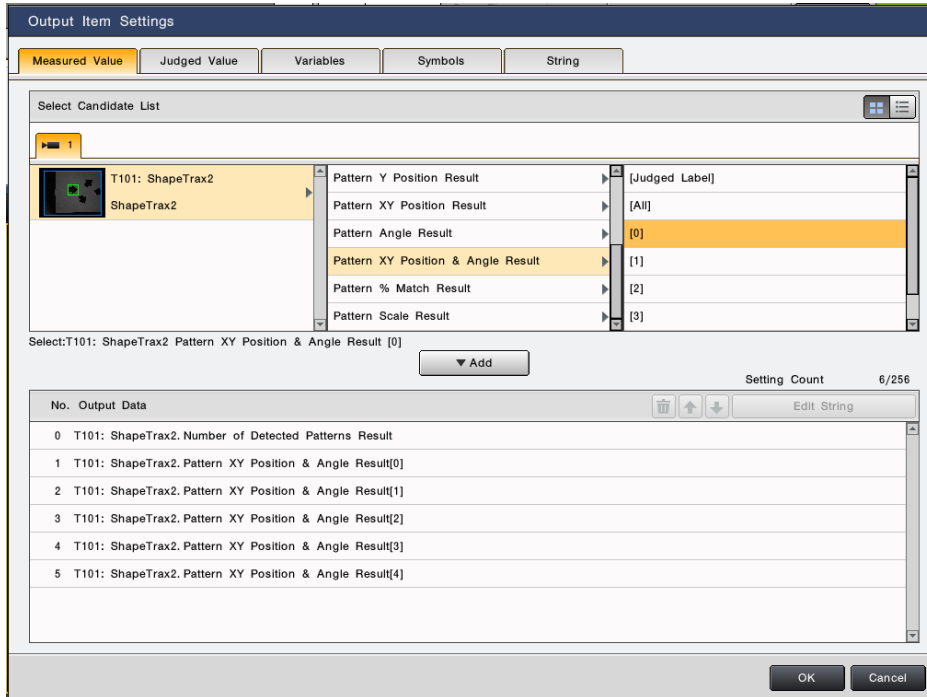 Output Item Settings
Measured Value
Judged Value
Variables
Symbols
String
Select Candidate List
1
T101: ShapeTrax2
ShapeTrax2
Pattern Y Position Result
Pattern XY Position Result
Pattern Angle Result
Pattern XY Position & Angle Result
Pattern % Match Result
Pattern Scale Result
[Judged Label]
[All]
[0]
[1]
[2]
[3]
Select:T101: ShapeTrax2 Pattern XY Position & Angle Result [0]
Add
Setting Count 6/256
No. Output Data
Edit String
0 T101: ShapeTrax2. Number of Detected Patterns Result
1 T101: ShapeTrax2. Pattern XY Position & Angle Result[0]
2 T101: ShapeTrax2. Pattern XY Position & Angle Result[1]
3 T101: ShapeTrax2. Pattern XY Position & Angle Result[2]
4 T101: ShapeTrax2. Pattern XY Position & Angle Result[3]
5 T101: ShapeTrax2. Pattern XY Position & Angle Result[4]
OK
Cancel